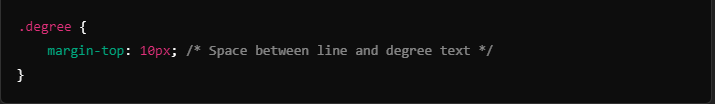 .degree {
    margin-top: 10px; /* Space between line and degree text */
}